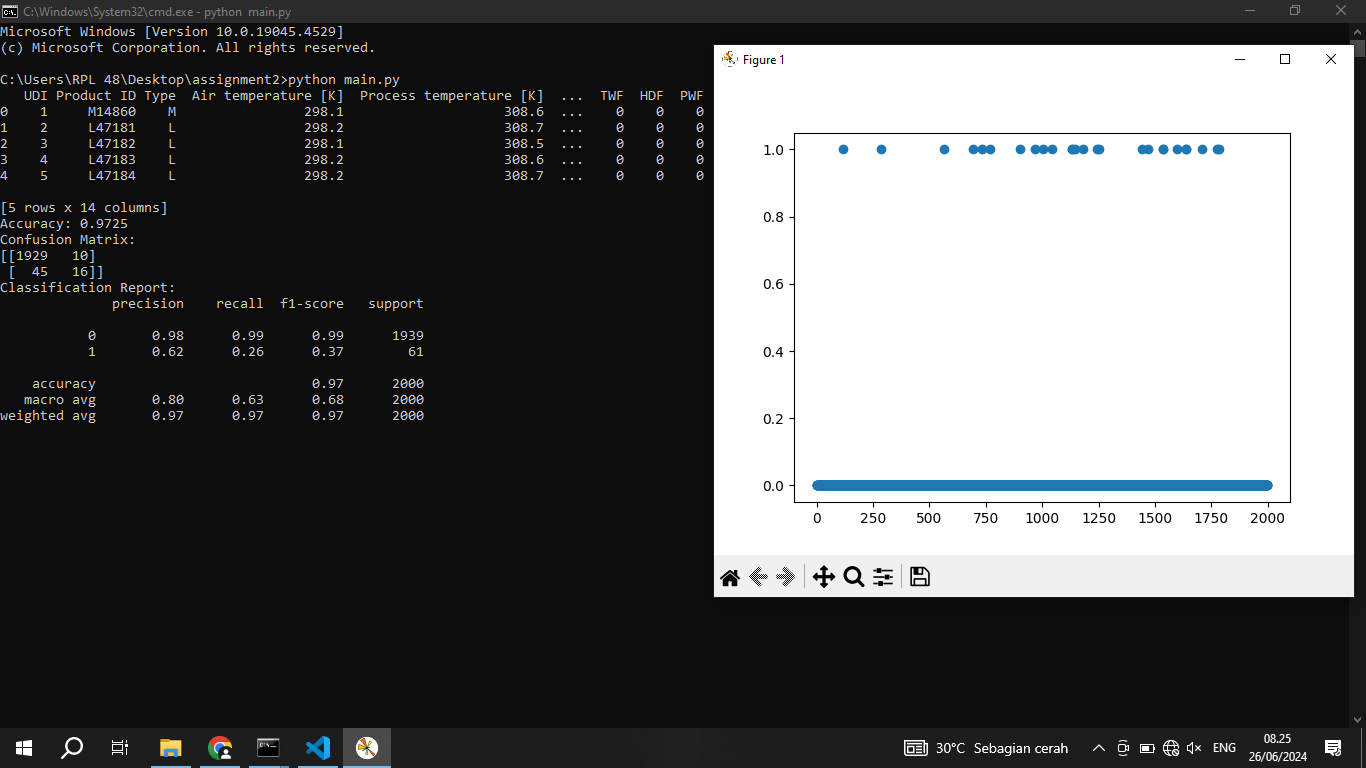 C:\Windows\System32\cmd.exe - python  main.py
Microsoft Windows [Version 10.0.19045.4529]
(c) Microsoft Corporation. All rights reserved.
C:\Users\RPL 48\Desktop\assignment2>python main.py
   UDI Product ID Type  Air temperature [K]  Process temperature [K]  ...  TWF  HDF  PWF
0    1     M14860    M                298.1                    308.6  ...    0    0    0
1    2     L47181    L                298.2                    308.7  ...    0    0    0
2    3     L47182    L                298.1                    308.5  ...    0    0    0
3    4     L47183    L                298.2                    308.6  ...    0    0    0
4    5     L47184    L                298.2                    308.7  ...    0    0    0
[5 rows x 14 columns]
Accuracy: 0.9725
Confusion Matrix:
[[1929   10]
 [  45   16]]
Classification Report:
              precision    recall  f1-score   support
           0       0.98      0.99      0.99      1939
           1       0.62      0.26      0.37        61
    accuracy                           0.97      2000
   macro avg       0.80      0.63      0.68      2000
weighted avg       0.97      0.97      0.97      2000
Figure 1
1.0
0.8
0.6
0.4
0.2
0.0
0 250 500 750 1000 1250 1500 1750 2000
30°C Sebagian cerah
ENG
08.25
26/06/2024